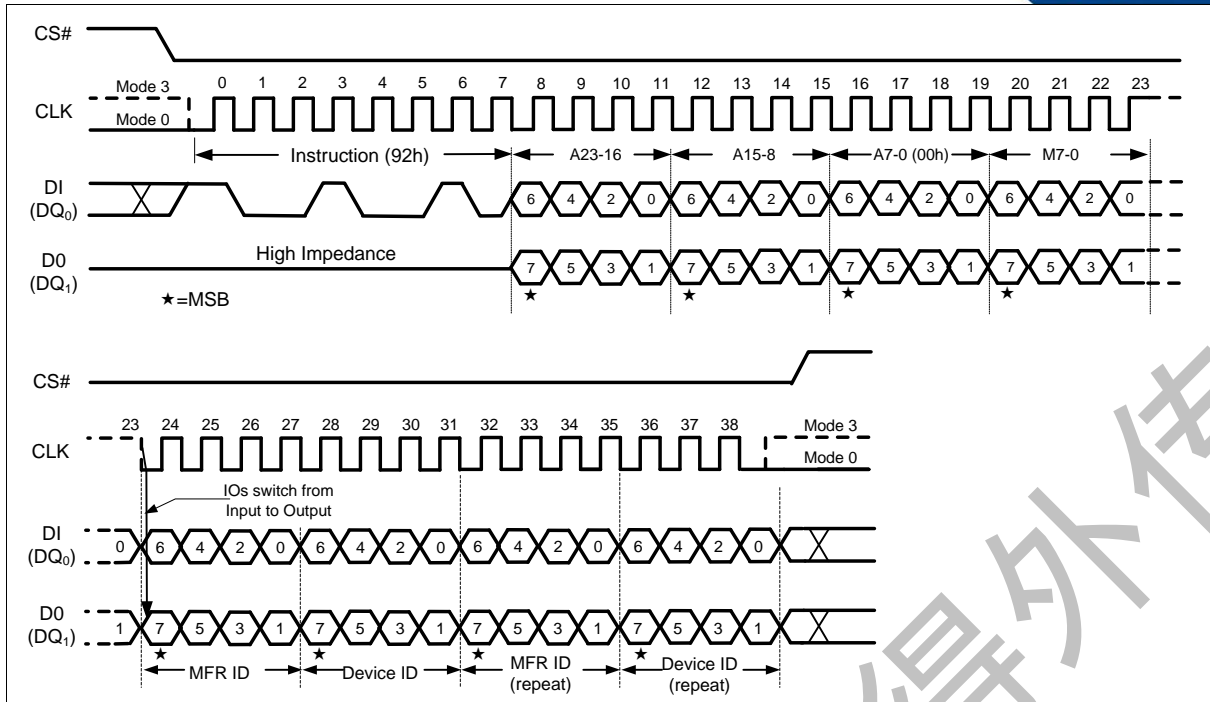 CS#
Mode 3 0 1 2 3 4 5 6 7 8 9 10 11 12 13 14 15 16 17 18 19 20 21 22 23
CLK
Mode 0
Instruction (92h) A23-16 A15-8 A7-0 (00h) M7-0
DI
(DQ0) 6 4 2 0 6 4 2 0 6 4 2 0 6 4 2 0
High Impedance
D0
(DQ1) 7 5 3 1 7 5 3 1 7 5 3 1 7 5 3 1
★=MSB ★ ★ ★ ★
CS#
23 24 25 26 27 28 29 30 31 32 33 34 35 36 37 38 Mode 3
CLK
Mode 0
IOs switch from
Input to Output
DI
(DQ0) 0 6 4 2 0 6 4 2 0 6 4 2 0 6 4 2 0
D0
(DQ1) 1 7 5 3 1 7 5 3 1 7 5 3 1 7 5 3 1
★ ★ ★ ★
MFR ID Device ID MFR ID
(repeat) Device ID
(repeat)
得外传